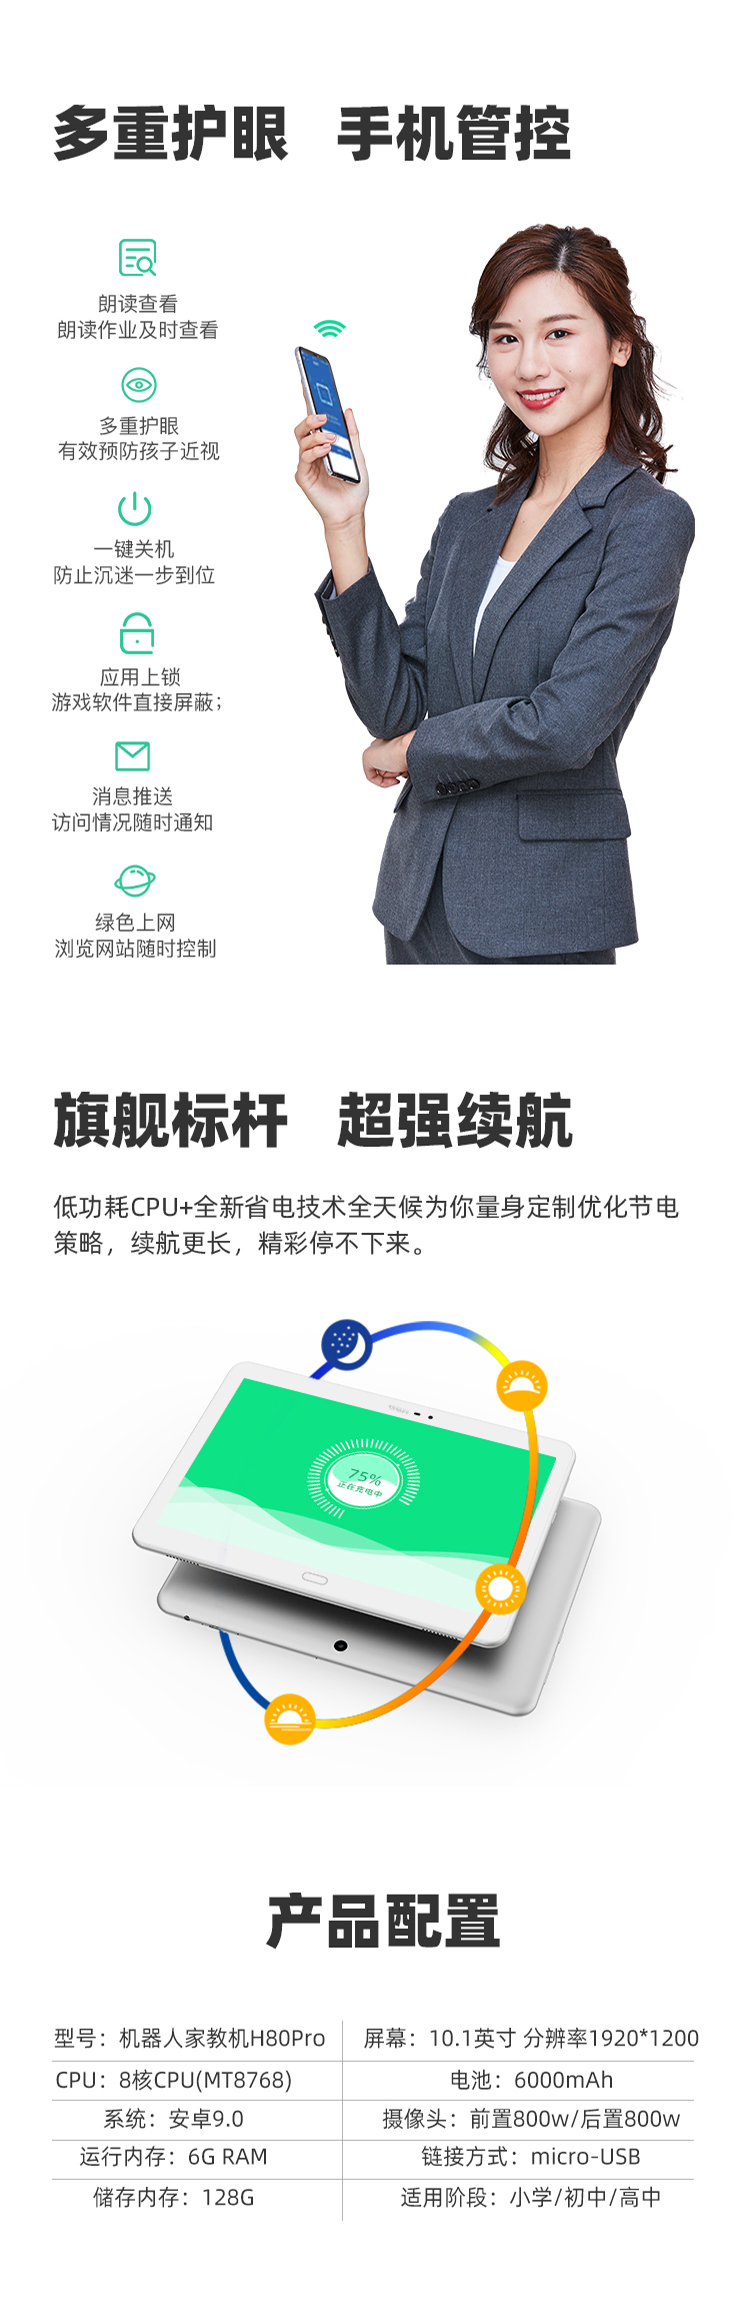 多重护眼 手机管控
朗读查看
朗读作业及时查看
多重护眼
有效预防孩子近视
一键关机
防止沉迷一步到位
应用上锁
游戏软件直接屏蔽；
消息推送
访问情况随时通知
绿色上网
浏览网站随时控制
旗舰标杆 超强续航
低功耗CPU+全新省电技术全天候为你量身定制优化节电
策略，续航更长，精彩停不下来。
75%
正在充电中
产品配置
型号：机器人家教机H80Pro
屏幕：10.1英寸 分辨率1920*1200
CPU：8核CPU(MT8768)
电池：6000mAh
系统：安卓9.0
摄像头：前置800w/后置800w
运行内存：6G RAM
链接方式：micro-USB
储存内存：128G
适用阶段：小学/初中/高中